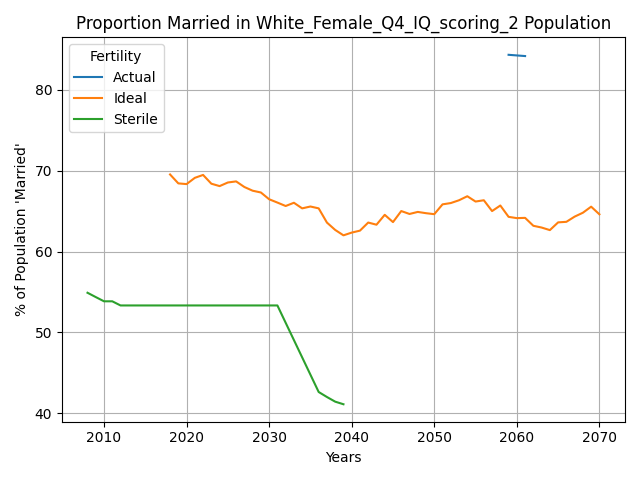 Proportion Married in White_Female_Q4_IQ_scoring_2 Population
Fertility
Actual
Ideal
Sterile
% of Population 'Married'
80
70
60
50
40
2010
2020
2030
2040
2050
2060
2070
Years